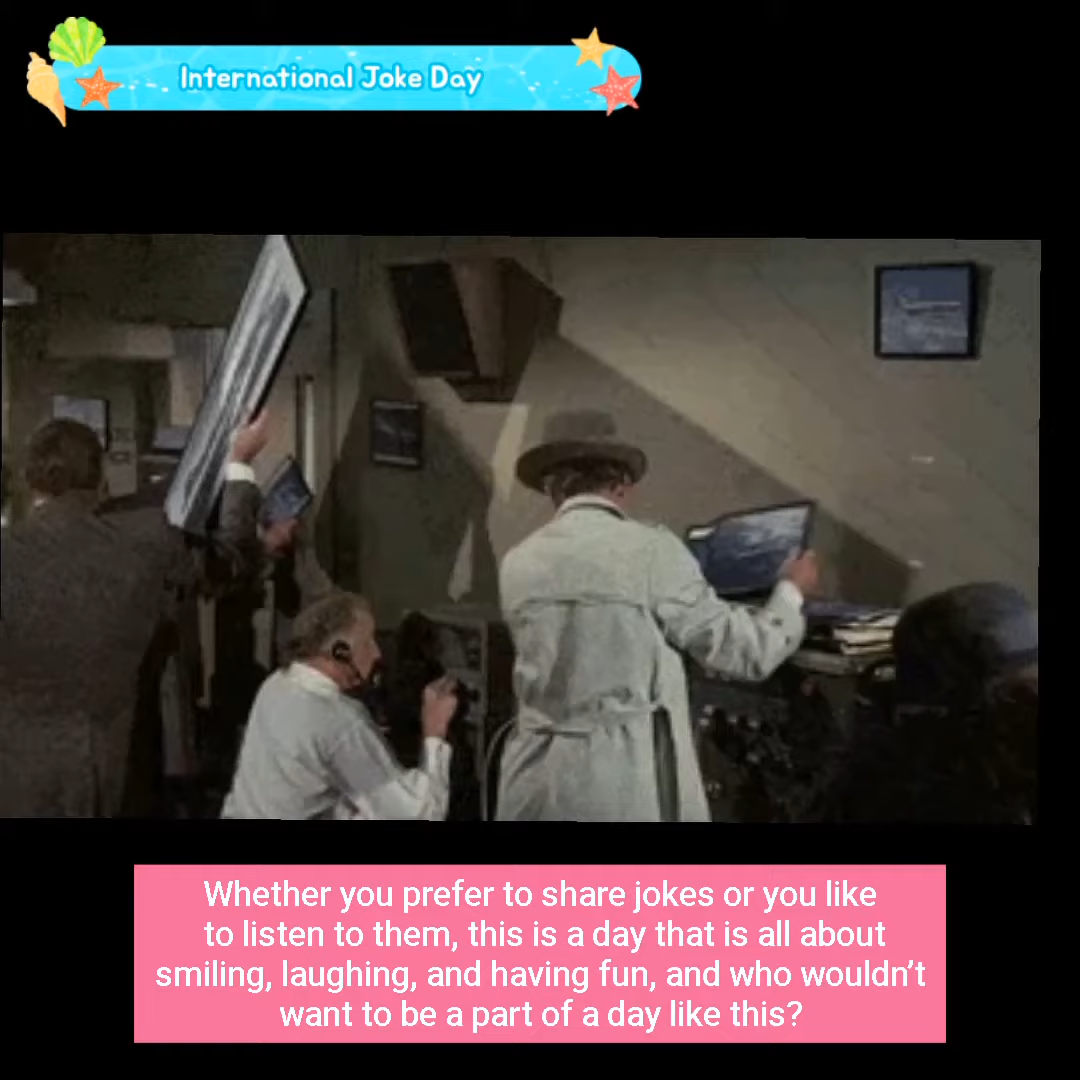 International Joke Day
Whether you prefer to share jokes or you like
to listen to them, this is a day that is all about
smiling, laughing, and having fun, and who wouldn’t
want to be a part of a day like this?